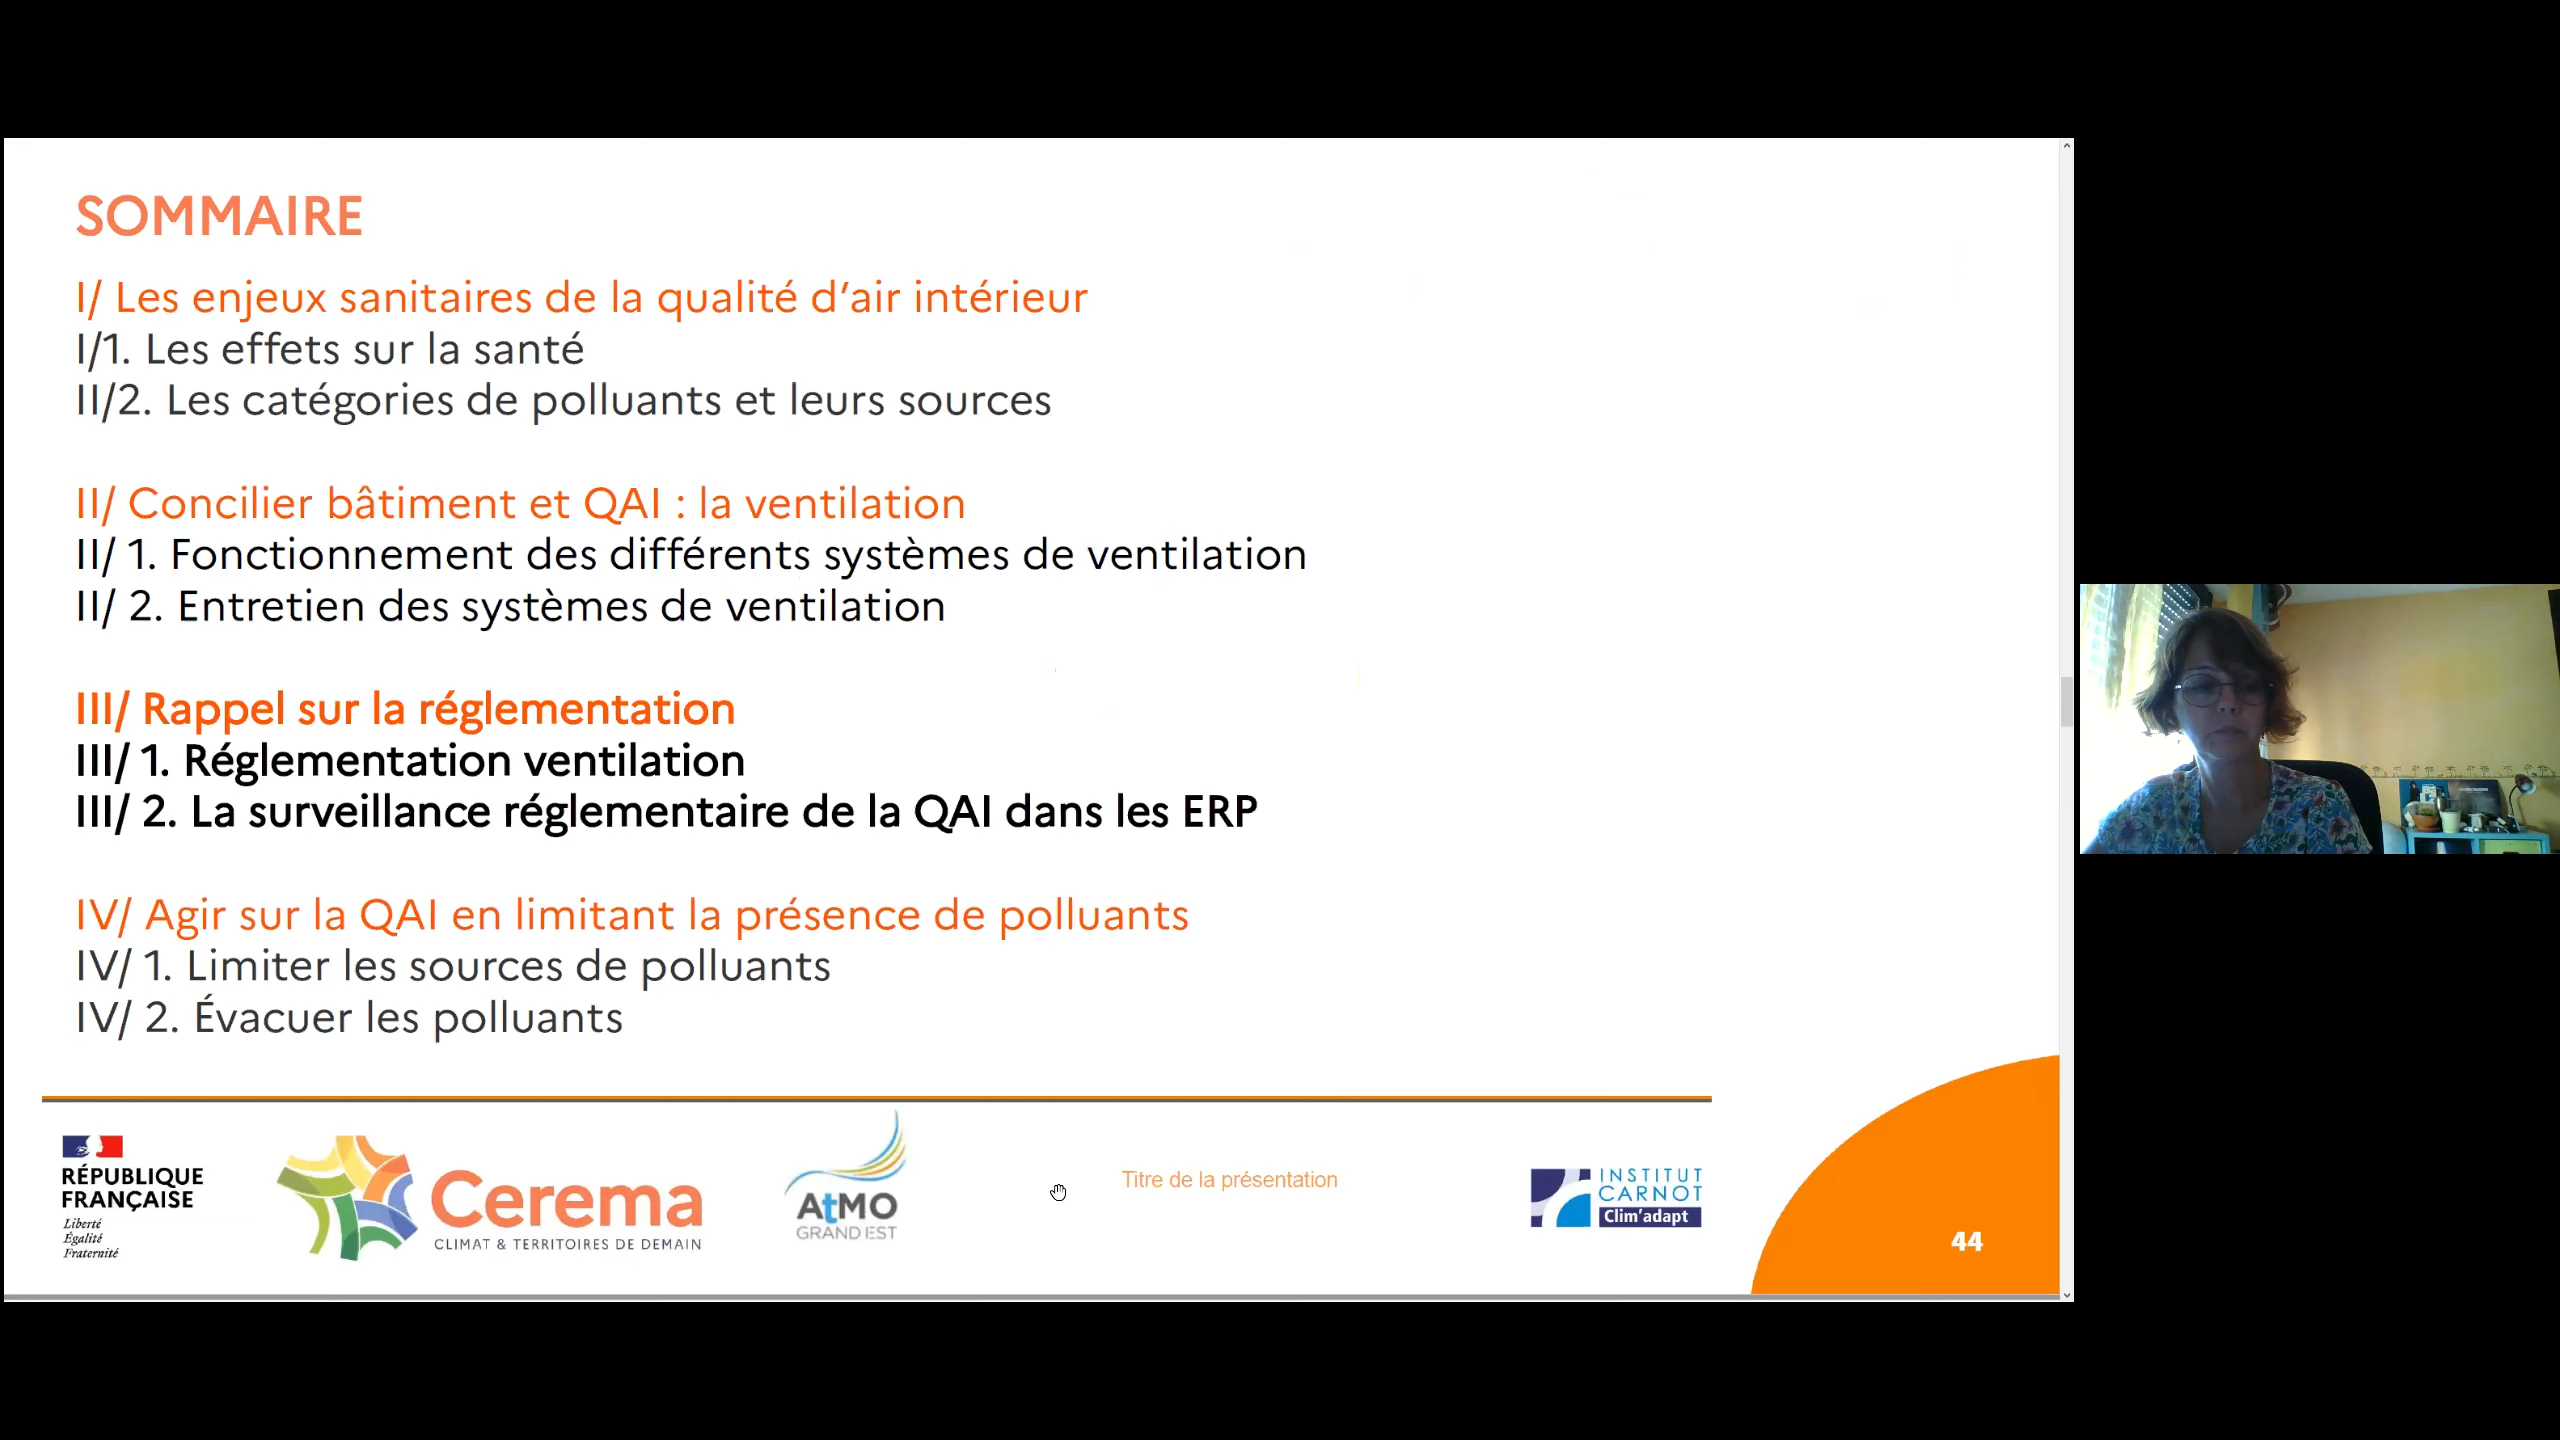 SOMMAIRE
I/ Les enjeux sanitaires de la qualité d’air intérieur
I/1. Les effets sur la santé
II/2. Les catégories de polluants et leurs sources
II/ Concilier bâtiment et QAI : la ventilation
II/ 1. Fonctionnement des différents systèmes de ventilation
II/ 2. Entretien des systèmes de ventilation
III/ Rappel sur la réglementation
III/ 1. Réglementation ventilation
III/ 2. La surveillance réglementaire de la QAI dans les ERP
IV/ Agir sur la QAI en limitant la présence de polluants
IV/ 1. Limiter les sources de polluants
IV/ 2. Évacuer les polluants
RÉPUBLIQUE
FRANÇAISE
Liberté
Égalité
Fraternité
Cerema
CLIMAT & TERRITOIRES DE DEMAIN
AtMO
GRAND EST
Titre de la présentation
INSTITUT
CARNOT
Clim'adapt
44